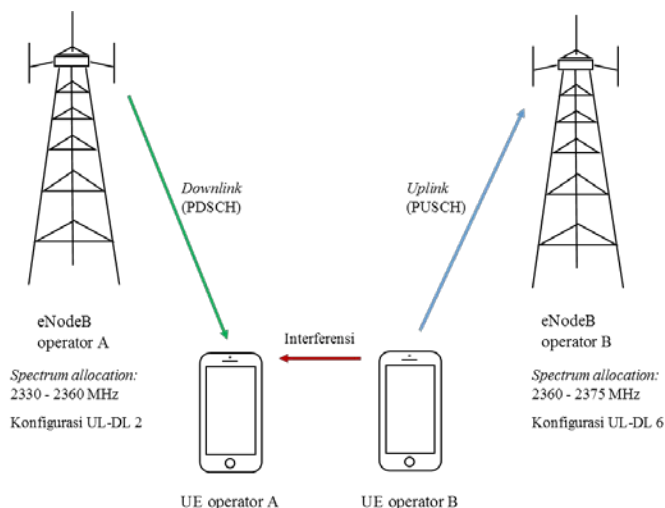 Downlink
(PDSCH)
Uplink
(PUSCH)
Interferensi
eNodeB
operator A
Spectrum allocation:
2330 - 2360 MHz
Konfigurasi UL-DL 2
eNodeB
operator B
Spectrum allocation:
2360 - 2375 MHz
Konfigurasi UL-DL 6
UE operator A
UE operator B